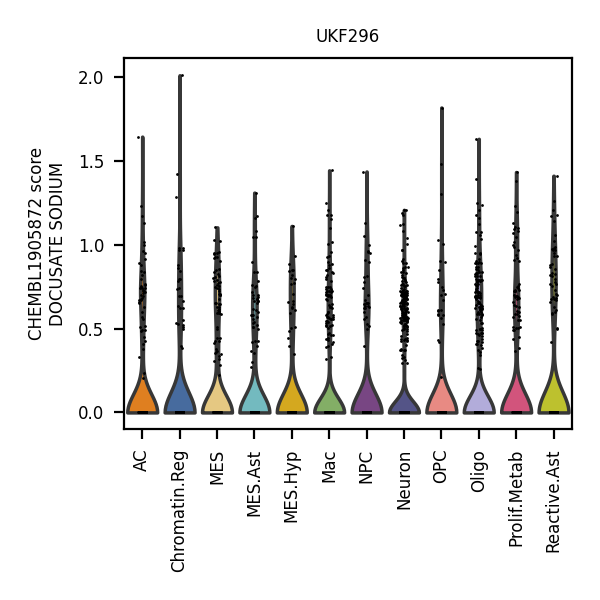 UKF296
CHEMBL1905872 score
DOCUSATE SODIUM
2.0
1.5
1.0
0.5
0.0
AC
Chromatin.Reg
MES
MES.Ast
MES.Hyp
Mac
NPC
Neuron
OPC
Oligo
Prolif.Metab
Reactive.Ast